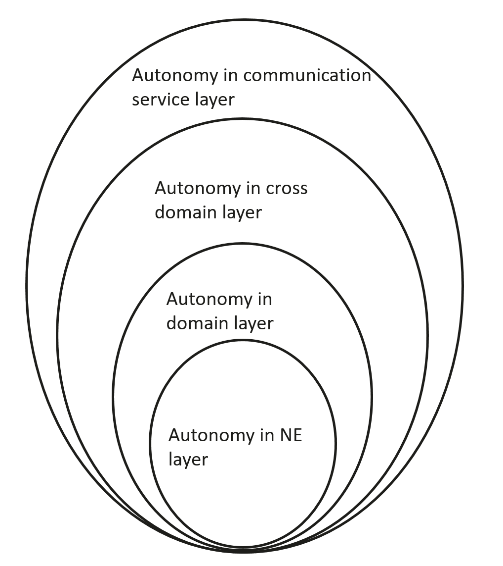 Autonomy in communication
service layer
Autonomy in cross
domain layer
Autonomy in
domain layer
Autonomy in NE
layer